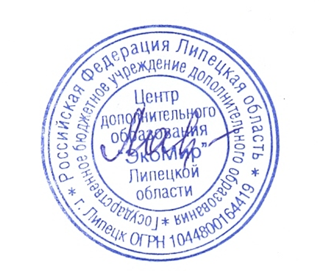 * Российская Федерация Липецкая область *
г. Липецк ОГРН 1044800164419
* Государственное бюджетное учреждение дополнительного образования
Центр
дополнительного
образования
"ЭкоМир"
Липецкой
области